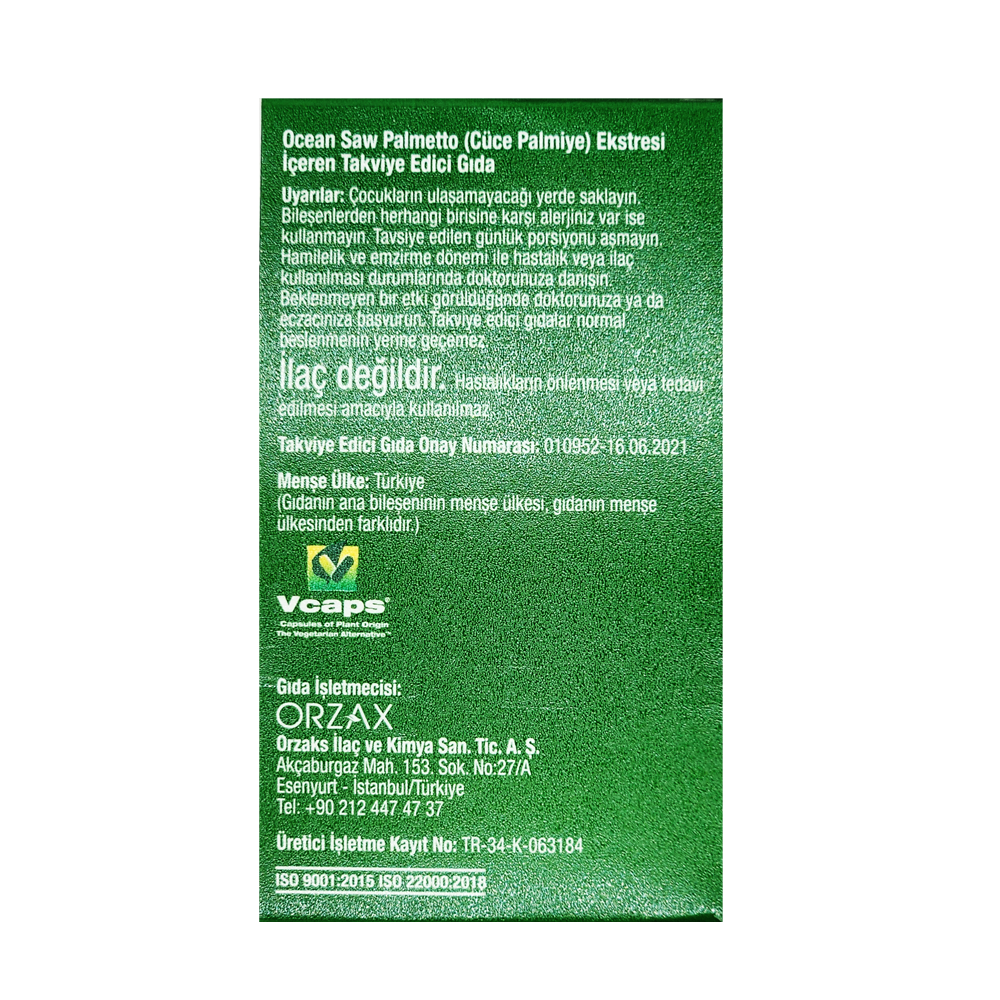 Ocean Saw Palmetto (Cüce Palmiye) Ekstresi
İçeren Takviye Edici Gıda
Uyarılar: Çocukların ulaşamayacağı yerde saklayın.
Bileşenlerden herhangi birisine karşı alerjiniz var ise
kullanmayın. Tavsiye edilen günlük porsiyonu aşmayın.
Hamilelik ve emzirme dönemi ile hastalık veya ilaç
kullanılması durumlarında doktorunuza danışın.
Beklenmeyen bir etki görüldüğünde doktorunuza ya da
eczacınıza başvurun. Takviye edici gıdalar normal
beslenmenin yerine geçemez.
İlaç değildir. Hastalıkların önlenmesi veya tedavi
edilmesi amacıyla kullanılmaz.
Takviye Edici Gıda Onay Numarası: 010952-16.06.2021
Menşe Ülke: Türkiye
(Gıdanın ana bileşeninin menşe ülkesi, gıdanın menşe
ülkesinden farklıdır.)
Vcaps®
Capsules of Plant Origin
The Vegetarian Alternative™
Gıda İşletmecisi:
ORZAX
Orzaks İlaç ve Kimya San. Tic. A. Ş.
Akçaburgaz Mah. 153. Sok. No:27/A
Esenyurt - İstanbul/Türkiye
Tel: +90 212 447 47 37
Üretici İşletme Kayıt No: TR-34-K-063184
ISO 9001:2015 ISO 22000:2018